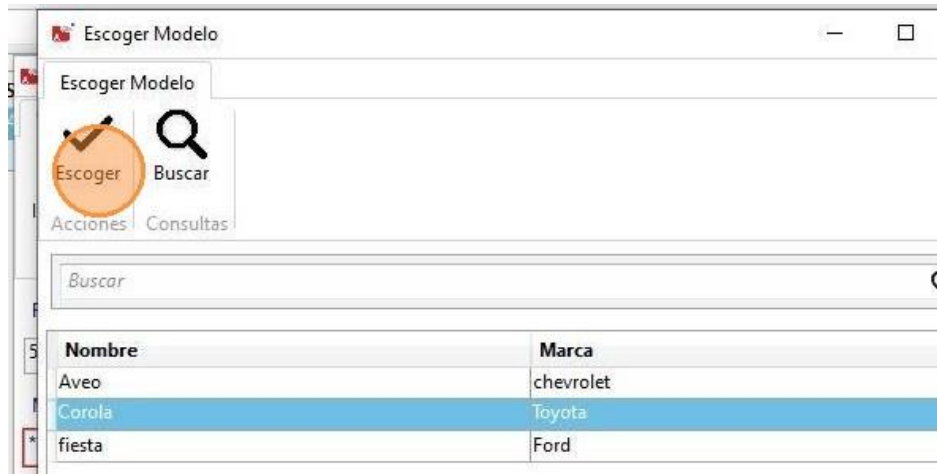 Escoger Modelo
Escoger Modelo
Escoger Buscar
Acciones Consultas
Buscar
Nombre Marca
Aveo chevrolet
Corola Toyota
fiesta Ford